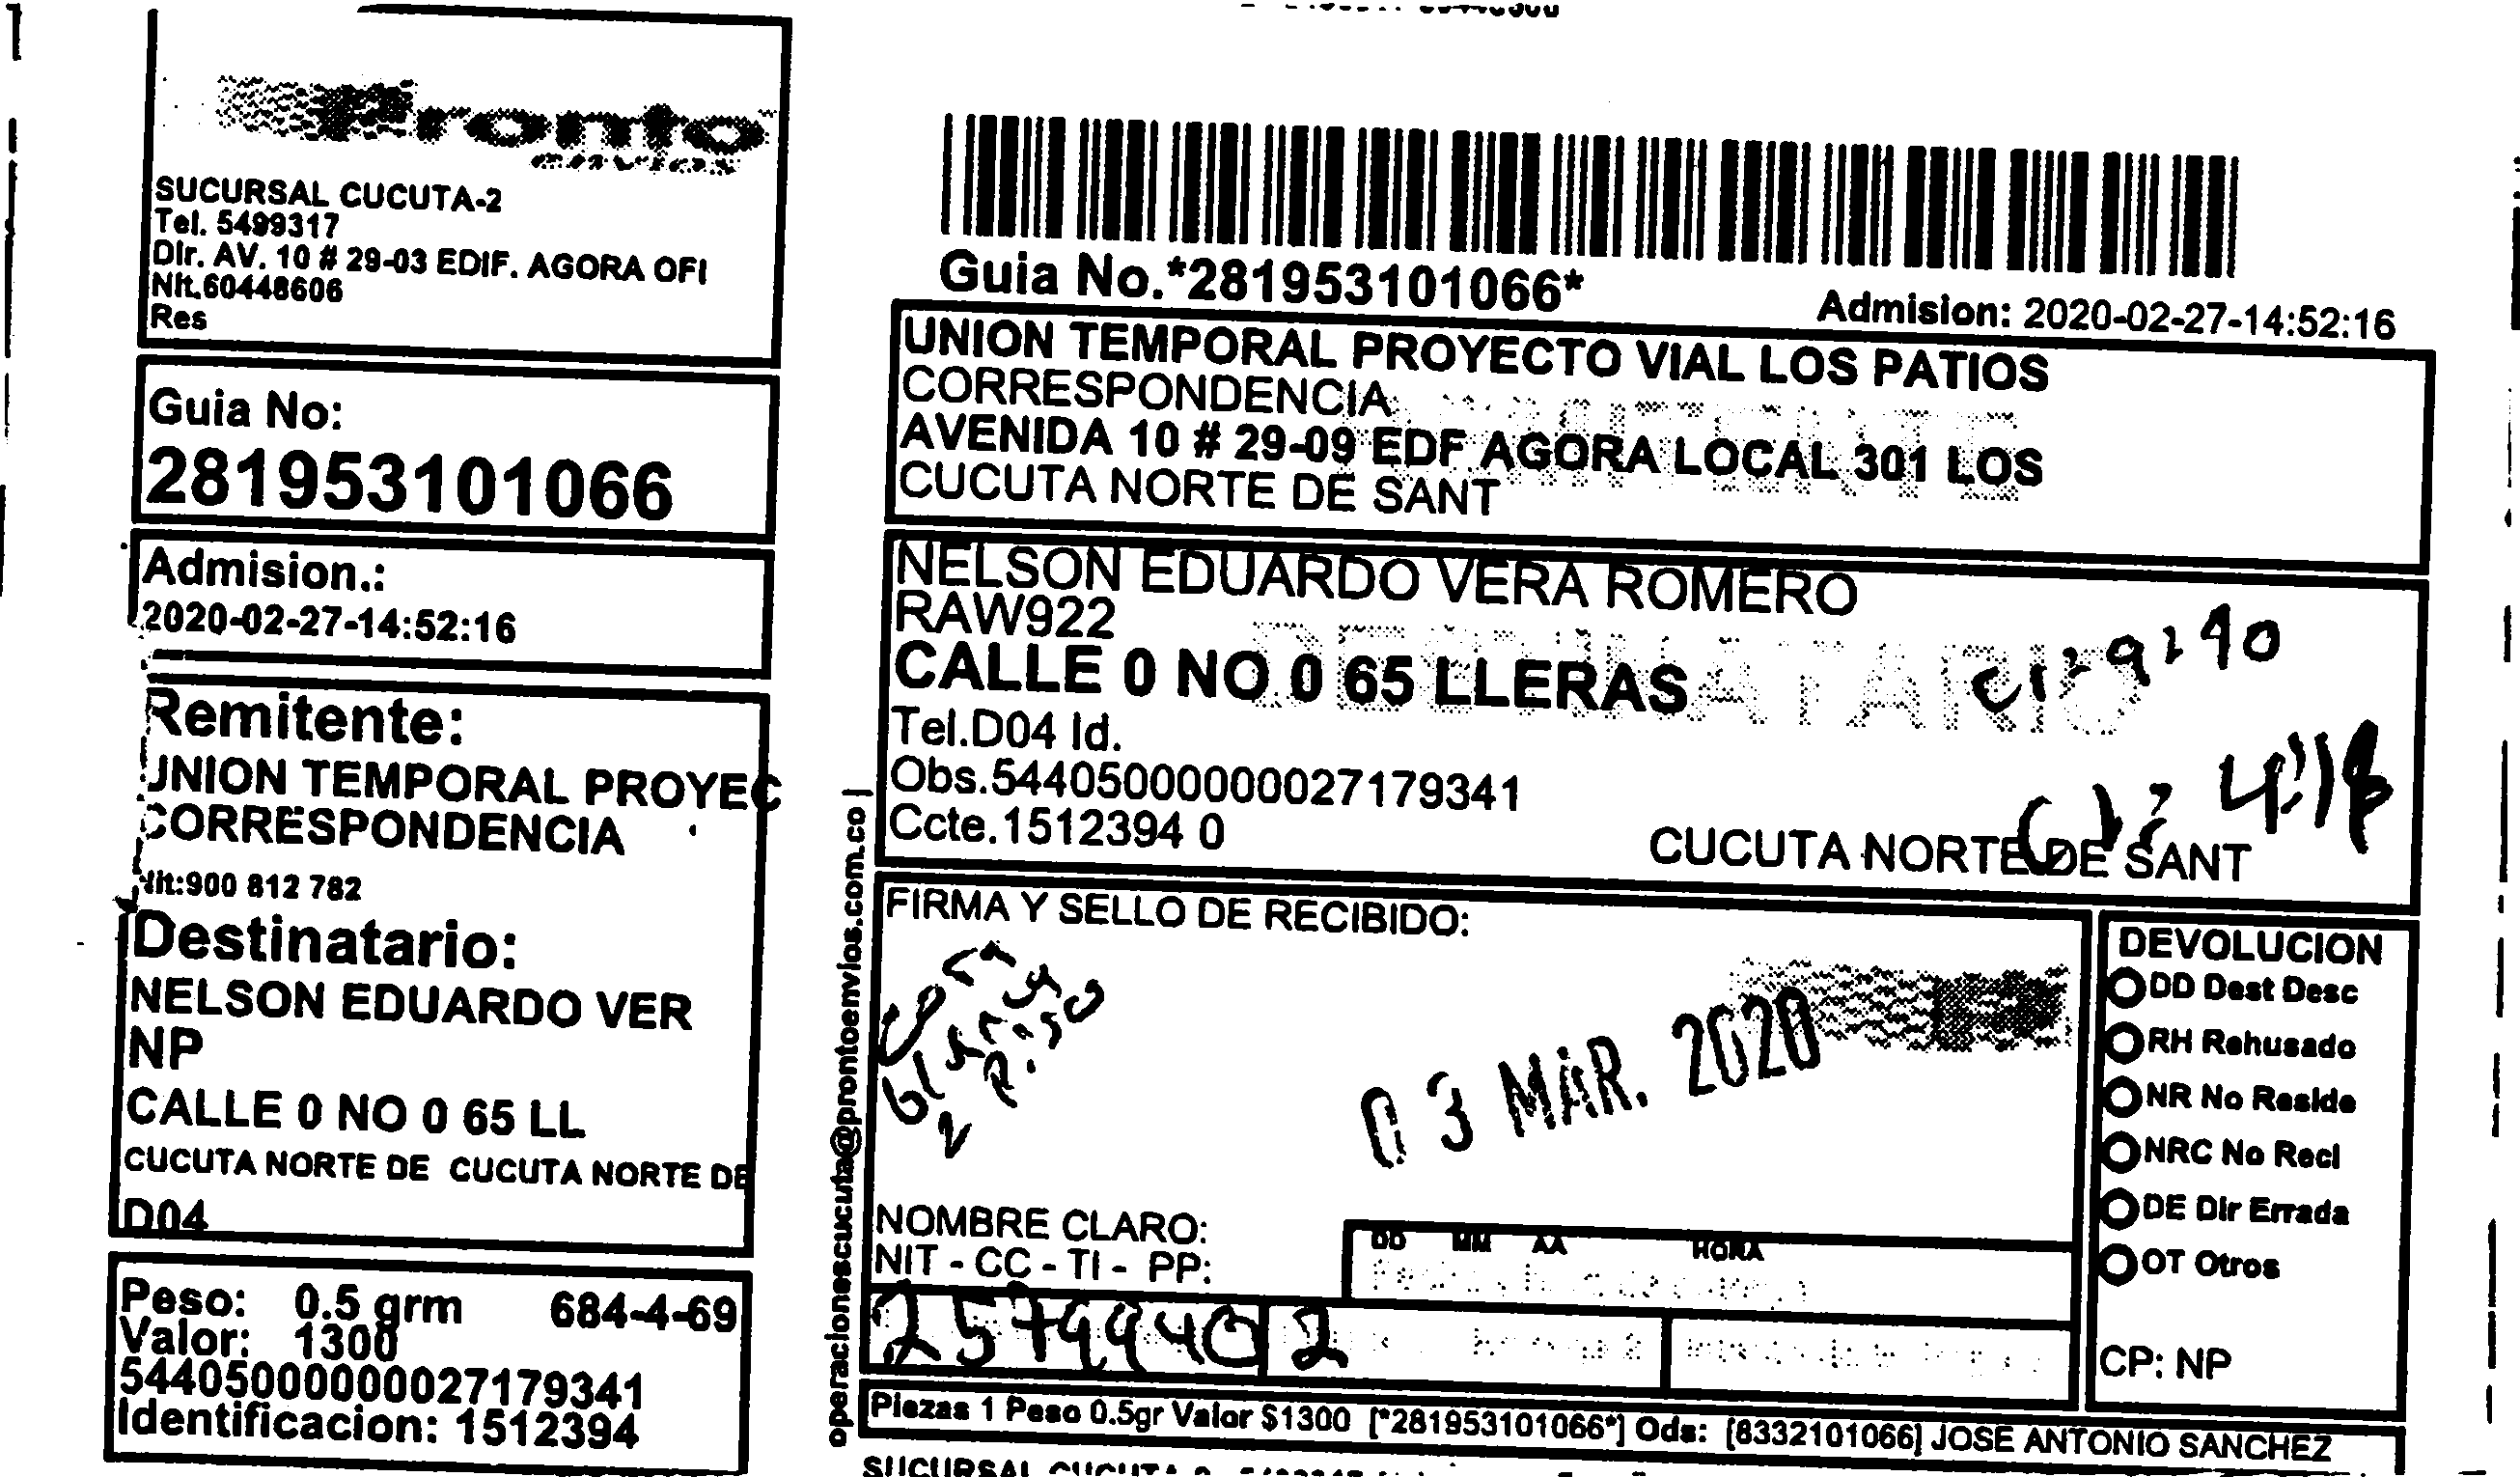 Pronto
envios
SUCURSAL CUCUTA-2
Tel. 5499317
Dir. AV. 10 # 29-03 EDIF. AGORA OFI
Nit.60448606
Res
Guia No:
281953101066
Admision.:
2020-02-27-14:52:16
Remitente:
UNION TEMPORAL PROYEC
CORRESPONDENCIA
Nit:900 812 782
Destinatario:
NELSON EDUARDO VER
NP
CALLE 0 NO 0 65 LL
CUCUTA NORTE DE CUCUTA NORTE DE
D04
Peso: 0.5 grm 684-4-69
Valor: 1300
544050000000027179341
Identificacion: 1512394
operacionescucuta@prontoenvios.com.co |
Guia No.*281953101066*
Admision: 2020-02-27-14:52:16
UNION TEMPORAL PROYECTO VIAL LOS PATIOS
CORRESPONDENCIA
AVENIDA 10 # 29-09 EDF AGORA LOCAL 301 LOS
CUCUTA NORTE DE SANT
NELSON EDUARDO VERA ROMERO
RAW922
CALLE 0 NO 0 65 LLERAS
DESTINATARIO
Tel.D04 Id.
Obs.544050000000027179341
Ccte.1512394 0
CUCUTA NORTE DE SANT
FIRMA Y SELLO DE RECIBIDO:
03 MAR. 2020
NOMBRE CLARO:
NIT - CC - TI - PP:
DD MM AA HORA
DEVOLUCION
DD Dest Desc
RH Rehusado
NR No Reside
NRC No Recl
DE Dir Errada
OT Otros
CP: NP
Piezas 1 Peso 0.5gr Valor $1300 [*281953101066*] Ods: [8332101066] JOSE ANTONIO SANCHEZ